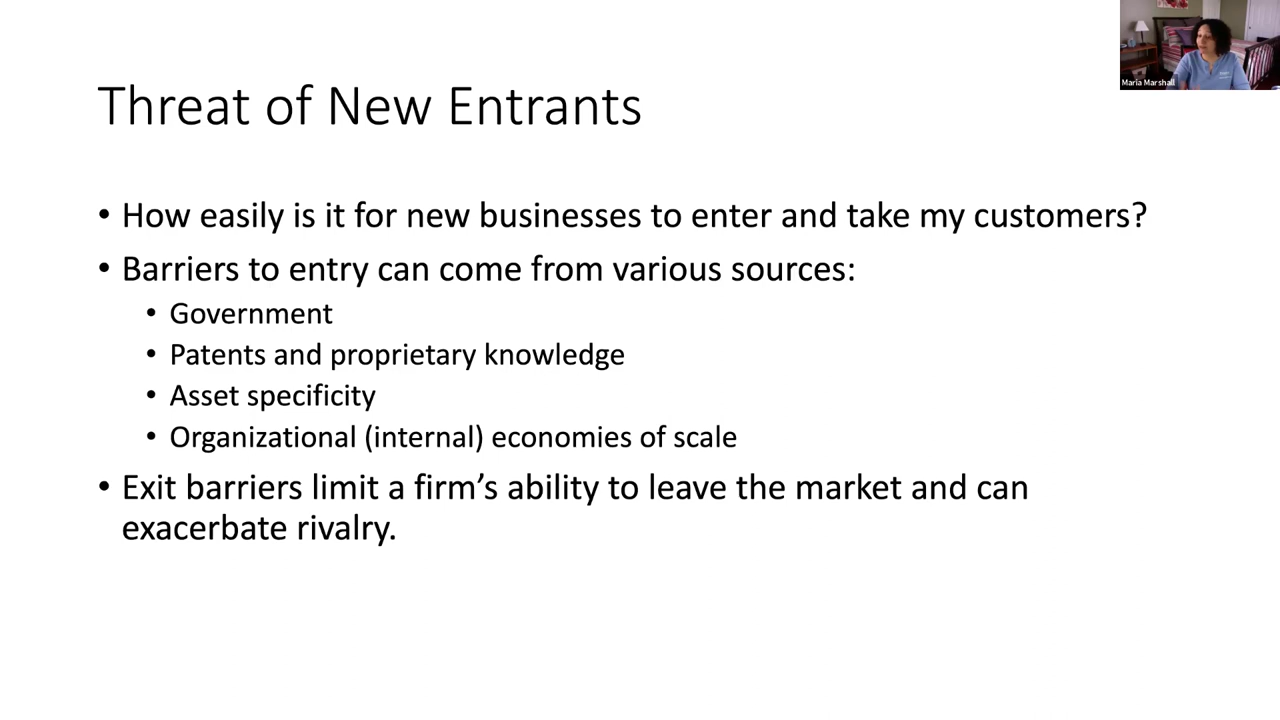 Maria Marshall
Threat of New Entrants
• How easily is it for new businesses to enter and take my customers?
• Barriers to entry can come from various sources:
• Government
• Patents and proprietary knowledge
• Asset specificity
• Organizational (internal) economies of scale
• Exit barriers limit a firm’s ability to leave the market and can
exacerbate rivalry.